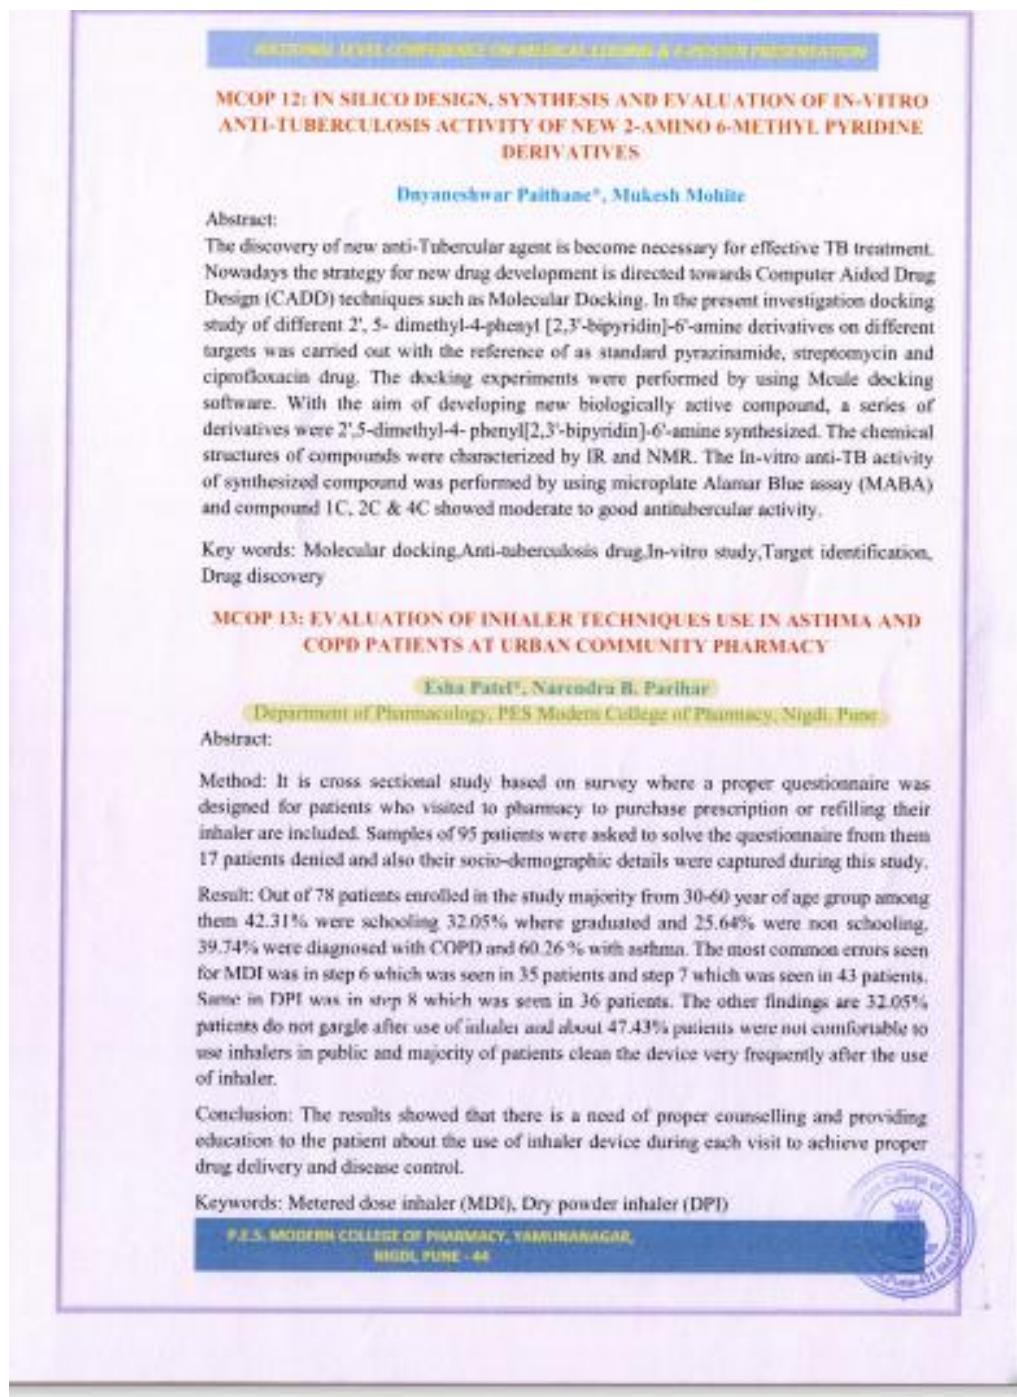 NATIONAL LEVEL CONFERENCE ON MEDICAL CODING & E-POSTER PRESENTATION
MCOP 12: IN SILICO DESIGN, SYNTHESIS AND EVALUATION OF IN-VITRO
ANTI-TUBERCULOSIS ACTIVITY OF NEW 2-AMINO 6-METHYL PYRIDINE
DERIVATIVES
Dnyaneshwar Paithane*, Mukesh Mohite
Abstract:
The discovery of new anti-Tubercular agent is become necessary for effective TB treatment.
Nowadays the strategy for new drug development is directed towards Computer Aided Drug
Design (CADD) techniques such as Molecular Docking. In the present investigation docking
study of different 2', 5- dimethyl-4-phenyl [2,3'-bipyridin]-6'-amine derivatives on different
targets was carried out with the reference of as standard pyrazinamide, streptomycin and
ciprofloxacin drug. The docking experiments were performed by using Mcule docking
software. With the aim of developing new biologically active compound, a series of
derivatives were 2',5-dimethyl-4- phenyl[2,3'-bipyridin]-6'-amine synthesized. The chemical
structures of compounds were characterized by IR and NMR. The In-vitro anti-TB activity
of synthesized compound was performed by using microplate Alamar Blue assay (MABA)
and compound 1C, 2C & 4C showed moderate to good antitubercular activity.
Key words: Molecular docking,Anti-tuberculosis drug,In-vitro study,Target identification,
Drug discovery
MCOP 13: EVALUATION OF INHALER TECHNIQUES USE IN ASTHMA AND
COPD PATIENTS AT URBAN COMMUNITY PHARMACY
Esha Patel*, Narendra B. Parihar
Department of Pharmacology, PES Modern College of Pharmacy, Nigdi, Pune
Abstract:
Method: It is cross sectional study based on survey where a proper questionnaire was
designed for patients who visited to pharmacy to purchase prescription or refilling their
inhaler are included. Samples of 95 patients were asked to solve the questionnaire from them
17 patients denied and also their socio-demographic details were captured during this study.
Result: Out of 78 patients enrolled in the study majority from 30-60 year of age group among
them 42.31% were schooling 32.05% where graduated and 25.64% were non schooling.
39.74% were diagnosed with COPD and 60.26 % with asthma. The most common errors seen
for MDI was in step 6 which was seen in 35 patients and step 7 which was seen in 43 patients.
Same in DPI was in step 8 which was seen in 36 patients. The other findings are 32.05%
patients do not gargle after use of inhaler and about 47.43% patients were not comfortable to
use inhalers in public and majority of patients clean the device very frequently after the use
of inhaler.
Conclusion: The results showed that there is a need of proper counselling and providing
education to the patient about the use of inhaler device during each visit to achieve proper
drug delivery and disease control.
Keywords: Metered dose inhaler (MDI), Dry powder inhaler (DPI)
P.E.S. MODERN COLLEGE OF PHARMACY, YAMUNANAGAR,
NIGDI, PUNE - 44